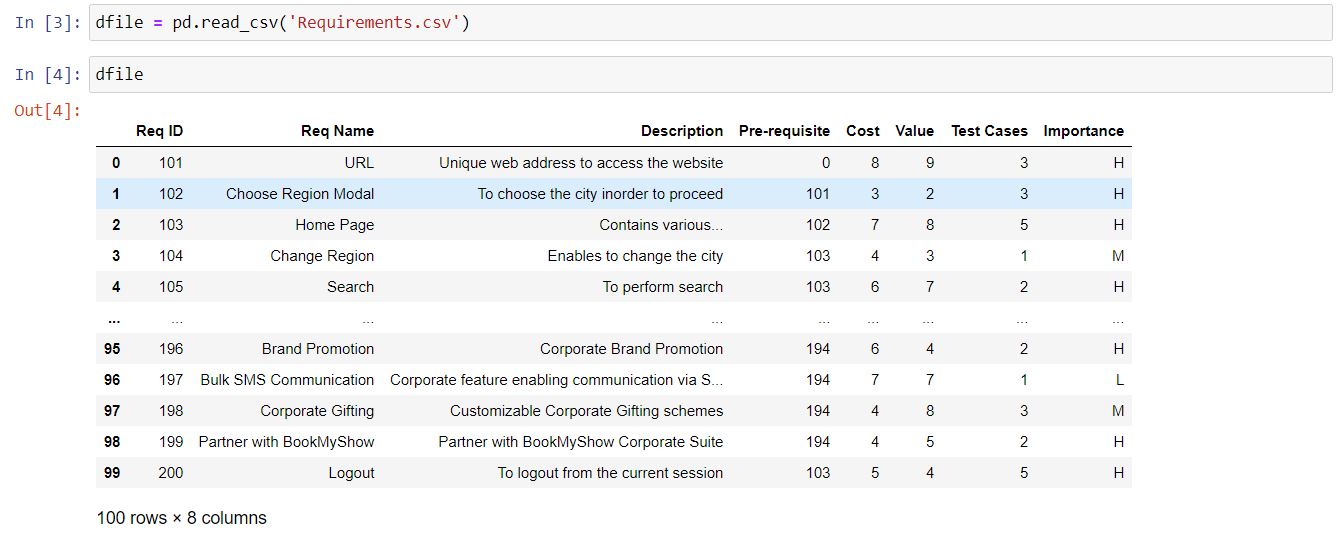 In [3]: dfile = pd.read_csv('Requirements.csv')
In [4]: dfile
Out[4]:
Req ID Req Name Description Pre-requisite Cost Value Test Cases Importance
0 101 URL Unique web address to access the website 0 8 9 3 H
1 102 Choose Region Modal To choose the city inorder to proceed 101 3 2 3 H
2 103 Home Page Contains various... 102 7 8 5 H
3 104 Change Region Enables to change the city 103 4 3 1 M
4 105 Search To perform search 103 6 7 2 H
... ... ... ... ... ... ... ... ...
95 196 Brand Promotion Corporate Brand Promotion 194 6 4 2 H
96 197 Bulk SMS Communication Corporate feature enabling communication via S... 194 7 7 1 L
97 198 Corporate Gifting Customizable Corporate Gifting schemes 194 4 8 3 M
98 199 Partner with BookMyShow Partner with BookMyShow Corporate Suite 194 4 5 2 H
99 200 Logout To logout from the current session 103 5 4 5 H
100 rows × 8 columns